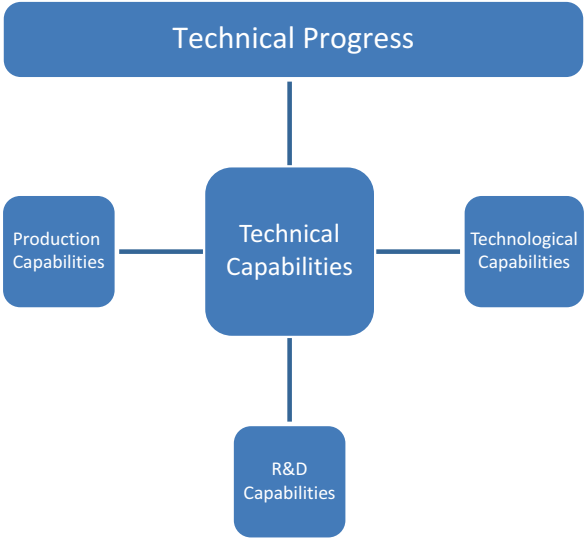 Technical Progress
Production
Capabilities
Technical
Capabilities
Technological
Capabilities
R&D
Capabilities